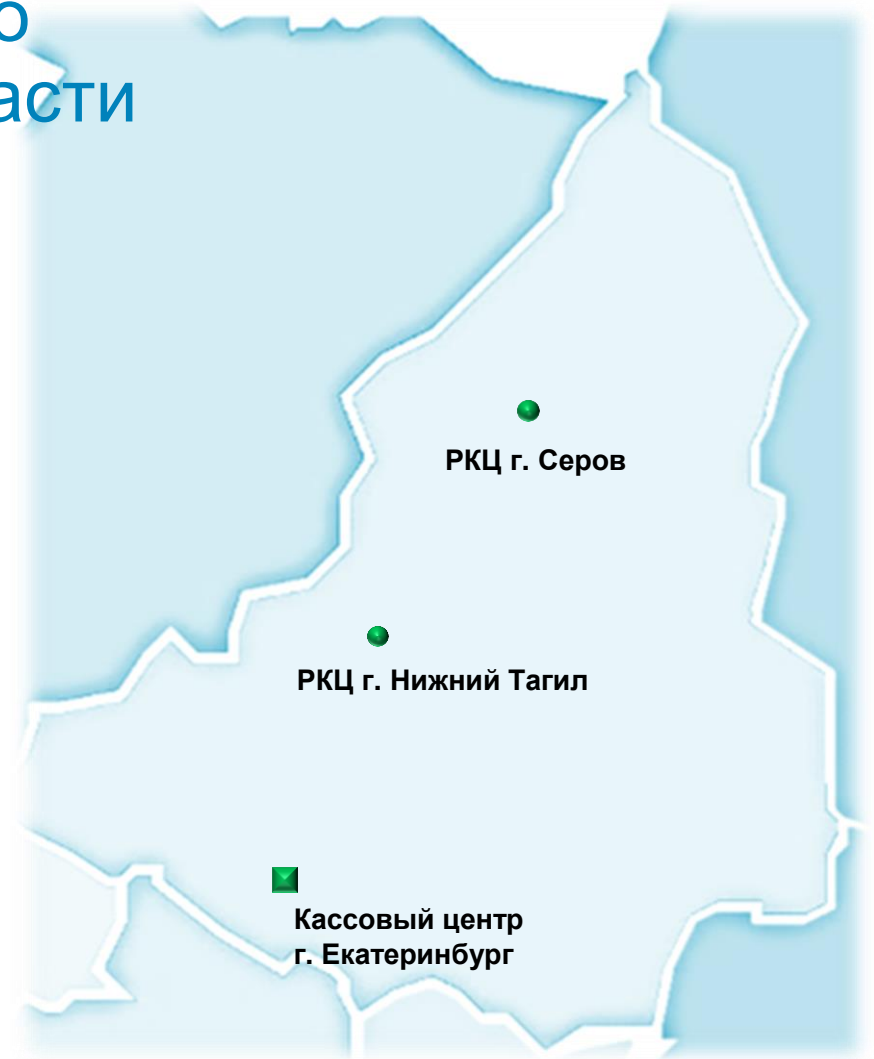 асти
РКЦ г. Серов
РКЦ г. Нижний Тагил
Кассовый центр
г. Екатеринбург